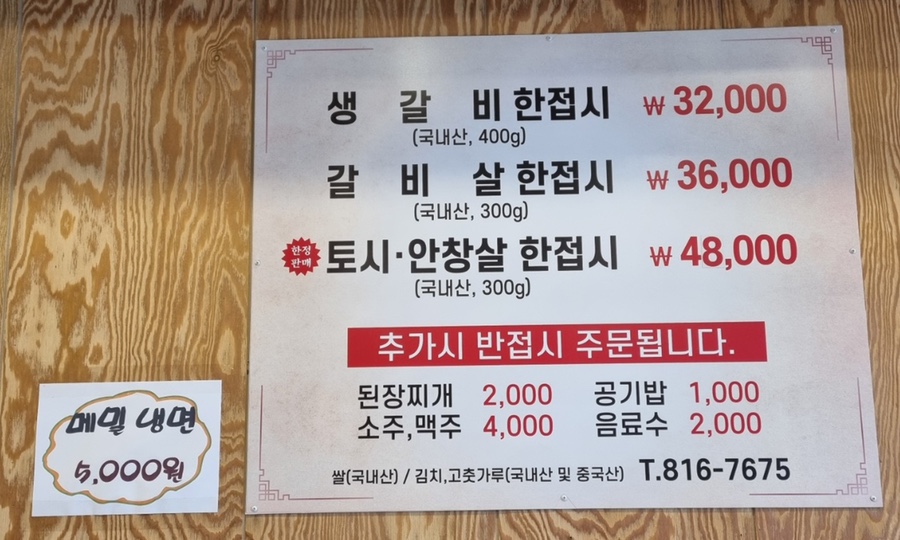 생 갈 비 한접시 ₩ 32,000
(국내산, 400g)
갈 비 살 한접시 ₩ 36,000
(국내산, 300g)
한정
판매
토시·안창살 한접시 ₩ 48,000
(국내산, 300g)
추가시 반접시 주문됩니다.
된장찌개 2,000 공기밥 1,000
소주,맥주 4,000 음료수 2,000
쌀(국내산) / 김치,고춧가루(국내산 및 중국산) T.816-7675
메밀 냉면
5,000원